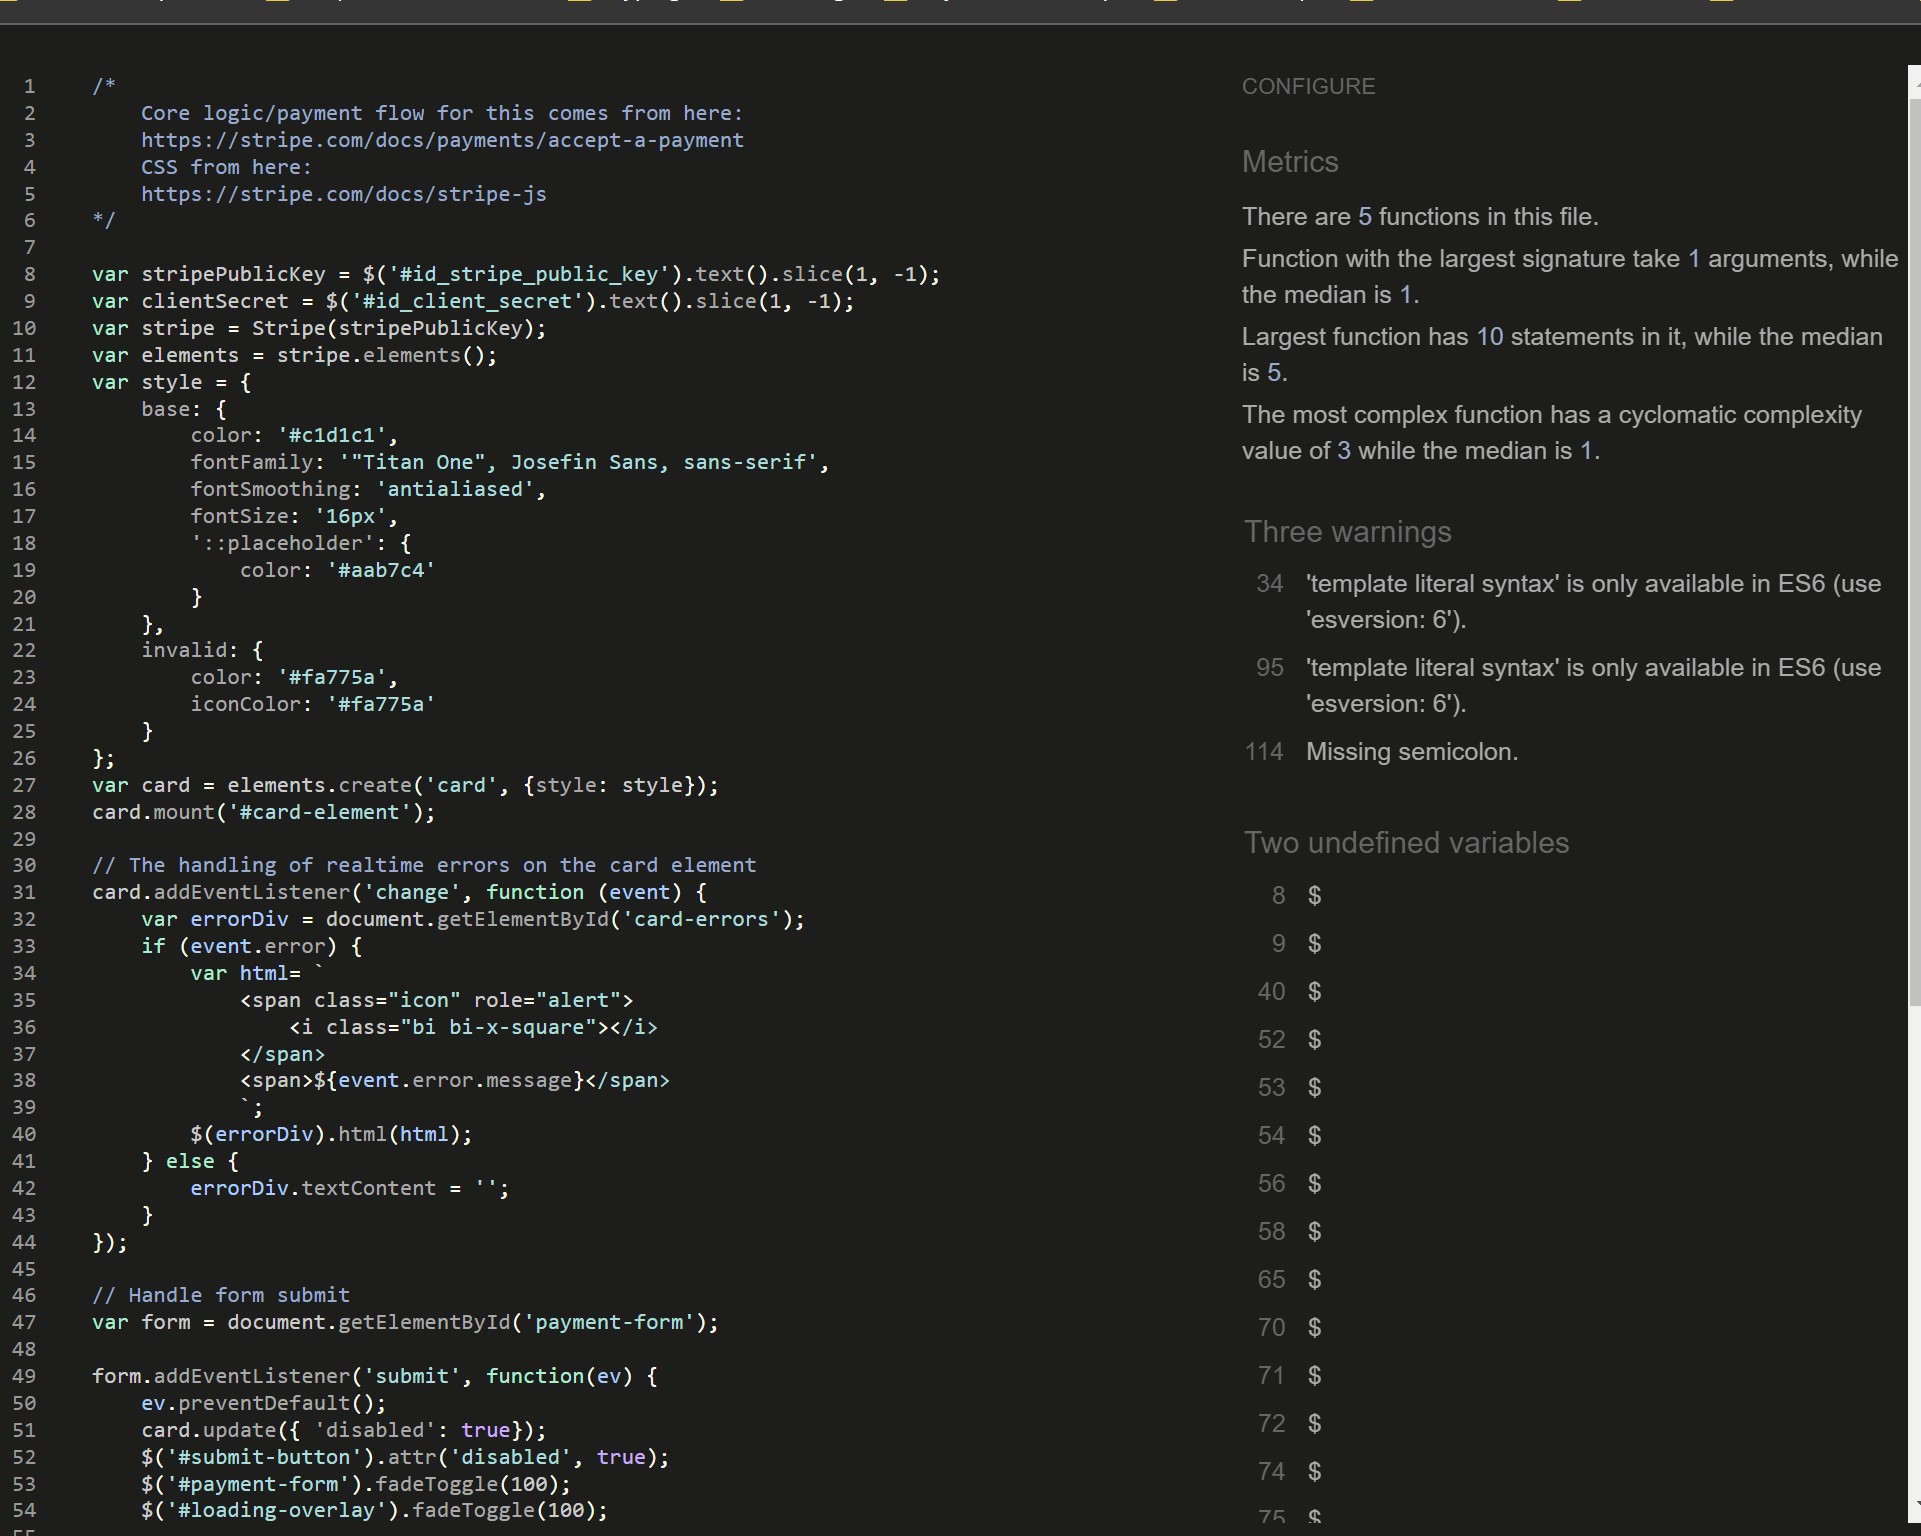 1 /*
2 Core logic/payment flow for this comes from here:
3 https://stripe.com/docs/payments/accept-a-payment
4 CSS from here:
5 https://stripe.com/docs/stripe-js
6 */
7
8 var stripePublicKey = $('#id_stripe_public_key').text().slice(1, -1);
9 var clientSecret = $('#id_client_secret').text().slice(1, -1);
10 var stripe = Stripe(stripePublicKey);
11 var elements = stripe.elements();
12 var style = {
13 base: {
14 color: '#c1d1c1',
15 fontFamily: '"Titan One", Josefin Sans, sans-serif',
16 fontSmoothing: 'antialiased',
17 fontSize: '16px',
18 '::placeholder': {
19 color: '#aab7c4'
20 }
21 },
22 invalid: {
23 color: '#fa775a',
24 iconColor: '#fa775a'
25 }
26 };
27 var card = elements.create('card', {style: style});
28 card.mount('#card-element');
29
30 // The handling of realtime errors on the card element
31 card.addEventListener('change', function (event) {
32 var errorDiv = document.getElementById('card-errors');
33 if (event.error) {
34 var html= `
35 <span class="icon" role="alert">
36 <i class="bi bi-x-square"></i>
37 </span>
38 <span>${event.error.message}</span>
39 `;
40 $(errorDiv).html(html);
41 } else {
42 errorDiv.textContent = '';
43 }
44 });
45
46 // Handle form submit
47 var form = document.getElementById('payment-form');
48
49 form.addEventListener('submit', function(ev) {
50 ev.preventDefault();
51 card.update({ 'disabled': true});
52 $('#submit-button').attr('disabled', true);
53 $('#payment-form').fadeToggle(100);
54 $('#loading-overlay').fadeToggle(100);
CONFIGURE
Metrics
There are 5 functions in this file.
Function with the largest signature take 1 arguments, while
the median is 1.
Largest function has 10 statements in it, while the median
is 5.
The most complex function has a cyclomatic complexity
value of 3 while the median is 1.
Three warnings
34 'template literal syntax' is only available in ES6 (use
'esversion: 6').
95 'template literal syntax' is only available in ES6 (use
'esversion: 6').
114 Missing semicolon.
Two undefined variables
8 $
9 $
40 $
52 $
53 $
54 $
56 $
58 $
65 $
70 $
71 $
72 $
74 $
75 $